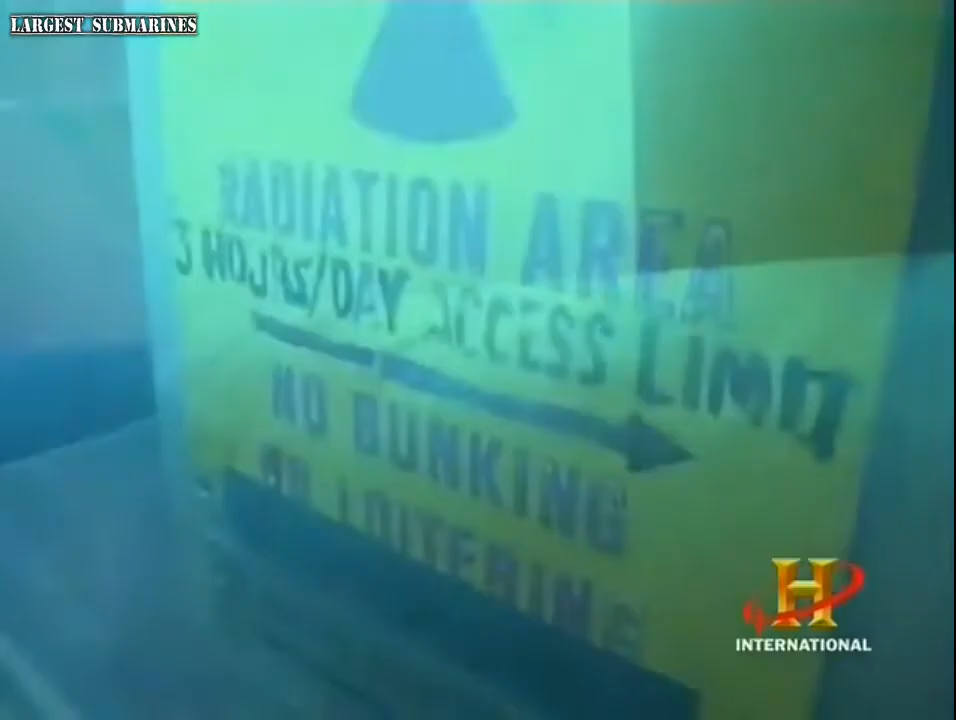 LARGEST SUBMARINES
RADIATION AREA
3 HOURS/DAY ACCESS LIMIT
NO BUNKING
OR LOITERING
H
INTERNATIONAL